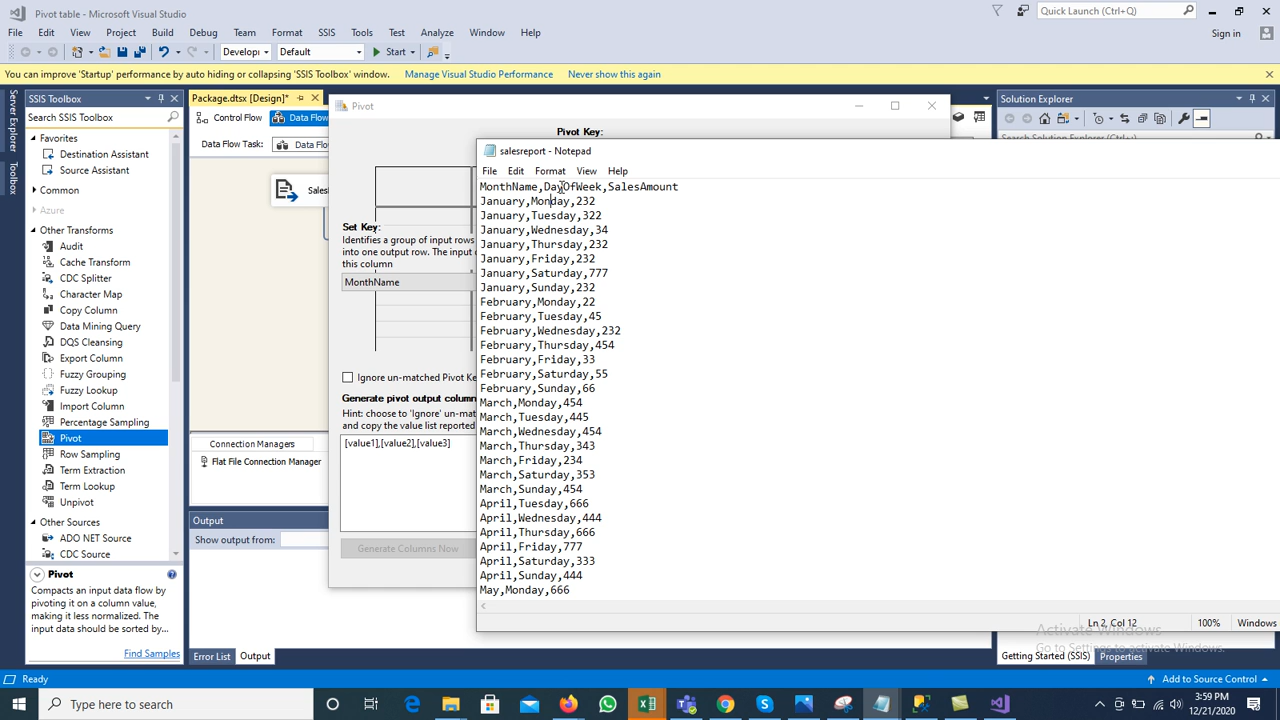 Pivot table - Microsoft Visual Studio
Quick Launch (Ctrl+Q)
File Edit View Project Build Debug Team Format SSIS Tools Test Analyze Window Help
Sign in
Develop Default Start
You can improve 'Startup' performance by auto hiding or collapsing 'SSIS Toolbox' window. Manage Visual Studio Performance Never show this again
Server Explorer
Toolbox
SSIS Toolbox
Search SSIS Toolbox
Favorites
Destination Assistant
Source Assistant
Common
Azure
Other Transforms
Audit
Cache Transform
CDC Splitter
Character Map
Copy Column
Data Mining Query
DQS Cleansing
Export Column
Fuzzy Grouping
Fuzzy Lookup
Import Column
Percentage Sampling
Pivot
Row Sampling
Term Extraction
Term Lookup
Unpivot
Other Sources
ADO NET Source
CDC Source
Pivot
Compacts an input data flow by
pivoting it on a column value,
making it less normalized. The
input data should be sorted by...
Find Samples
Package.dtsx [Design]*
Control Flow Data Flow
Data Flow Task: Data Flo
Sales
Connection Managers
Flat File Connection Manager
Output
Show output from:
Error List Output
Pivot
Pivot Key:
Set Key:
Identifies a group of input rows
into one output row. The input
this column
MonthName
Ignore un-matched Pivot Ke
Generate pivot output column
Hint: choose to 'Ignore' un-mat
and copy the value list reported
[value1],[value2],[value3]
Generate Columns Now
salesreport - Notepad
File Edit Format View Help
MonthName,DayOfWeek,SalesAmount
January,Monday,232
January,Tuesday,322
January,Wednesday,34
January,Thursday,232
January,Friday,232
January,Saturday,777
January,Sunday,232
February,Monday,22
February,Tuesday,45
February,Wednesday,232
February,Thursday,454
February,Friday,33
February,Saturday,55
February,Sunday,66
March,Monday,454
March,Tuesday,445
March,Wednesday,454
March,Thursday,343
March,Friday,234
March,Saturday,353
March,Sunday,454
April,Tuesday,666
April,Wednesday,444
April,Thursday,666
April,Friday,777
April,Saturday,333
April,Sunday,444
May,Monday,666
Ln 2, Col 12 100% Windows
Solution Explorer
Search Solution Explorer
Activate Windows
Go to Settings to activate Windows.
Getting Started (SSIS) Properties
Ready
Add to Source Control
Type here to search
3:59 PM
12/21/2020